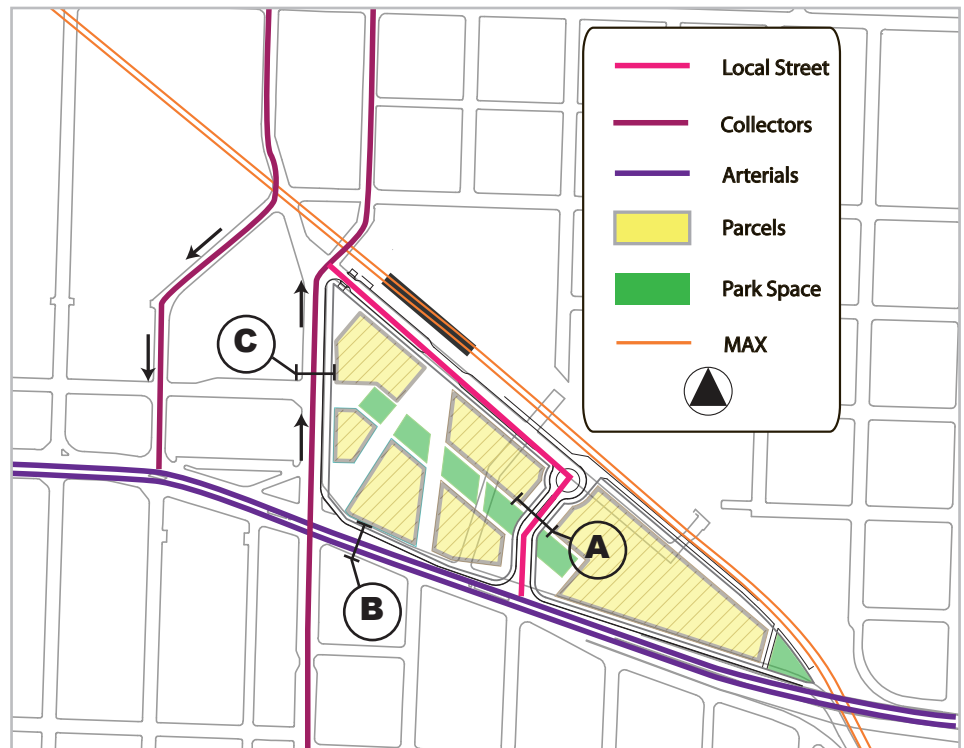 Local Street
Collectors
Arterials
Parcels
Park Space
MAX
C
A
B